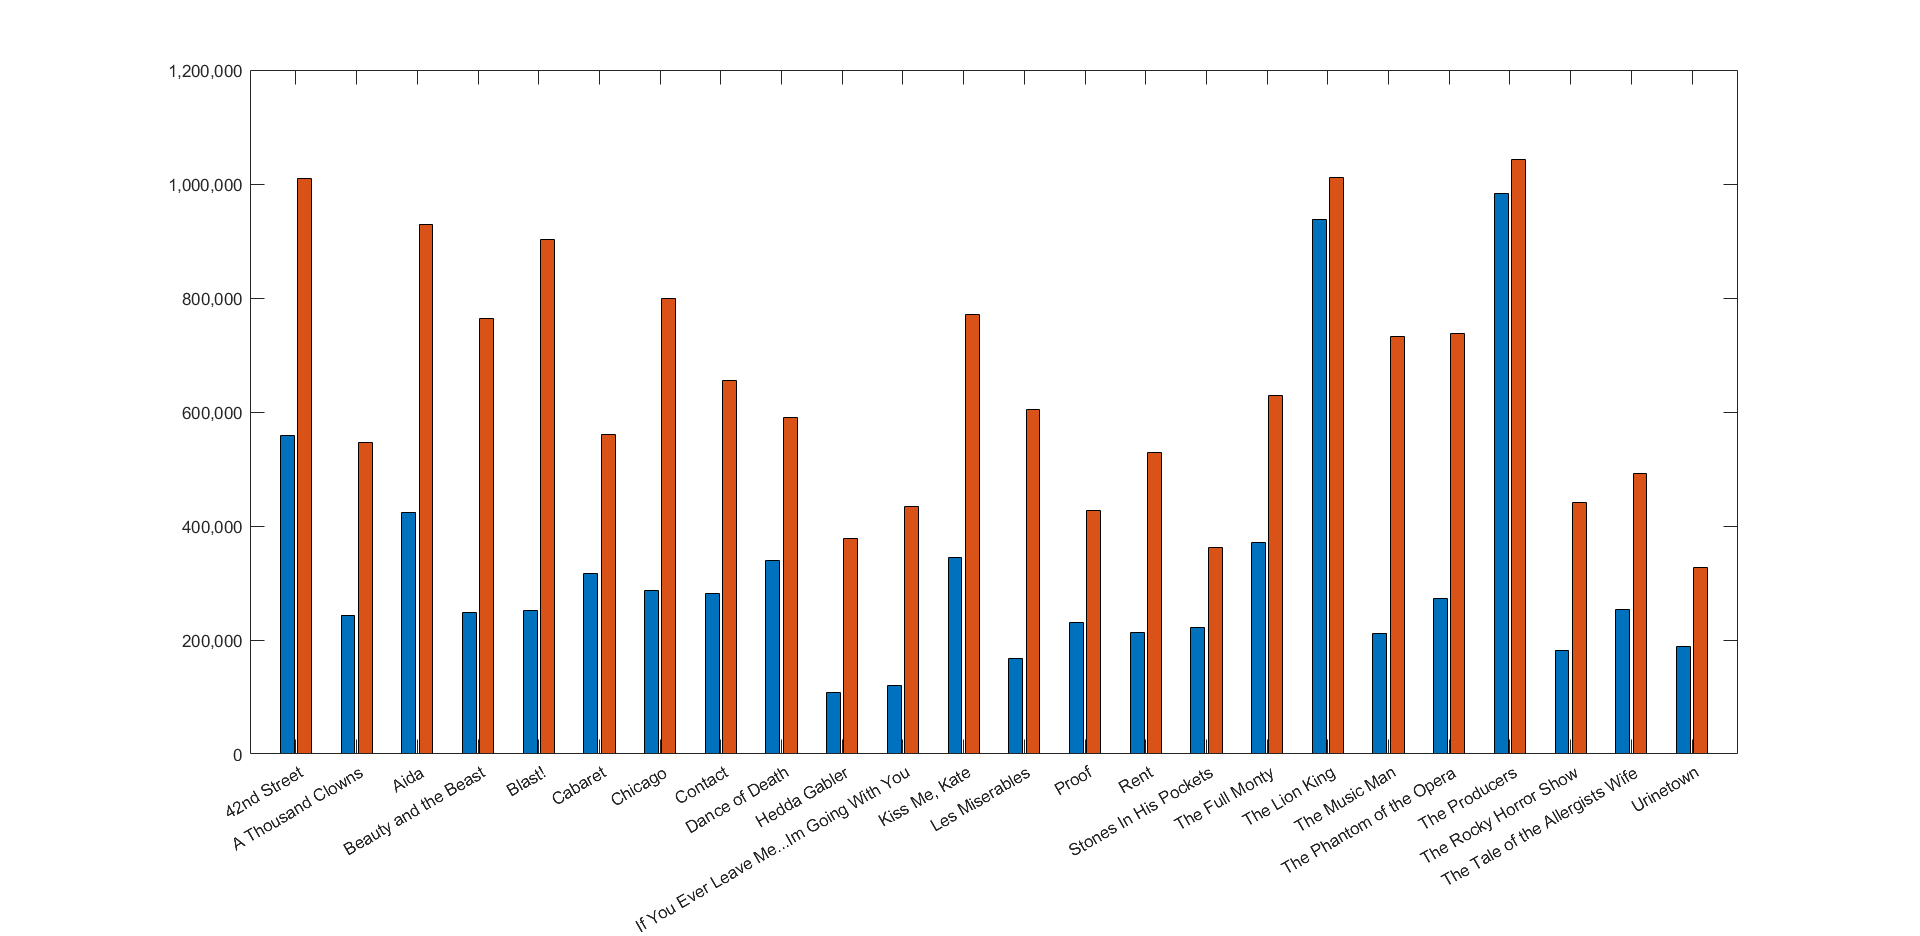 1,200,000
1,000,000
800,000
600,000
400,000
200,000
0
42nd Street
A Thousand Clowns
Aida
Beauty and the Beast
Blast!
Cabaret
Chicago
Contact
Dance of Death
Hedda Gabler
If You Ever Leave Me...Im Going With You
Kiss Me, Kate
Les Miserables
Proof
Rent
Stones In His Pockets
The Full Monty
The Lion King
The Music Man
The Phantom of the Opera
The Producers
The Rocky Horror Show
The Tale of the Allergists Wife
Urinetown